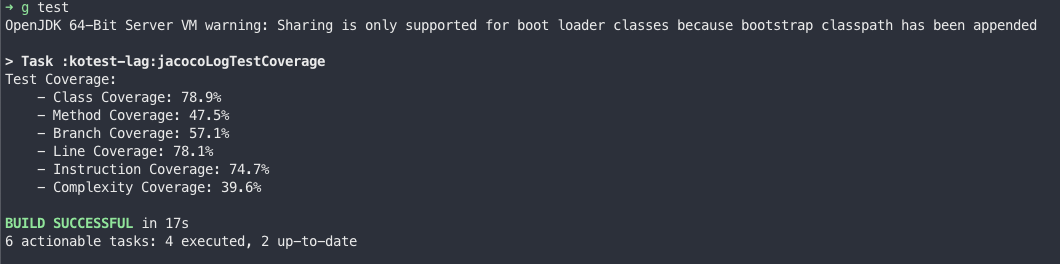 → g test
OpenJDK 64-Bit Server VM warning: Sharing is only supported for boot loader classes because bootstrap classpath has been appended
> Task :kotest-lag:jacocoLogTestCoverage
Test Coverage:
    - Class Coverage: 78.9%
    - Method Coverage: 47.5%
    - Branch Coverage: 57.1%
    - Line Coverage: 78.1%
    - Instruction Coverage: 74.7%
    - Complexity Coverage: 39.6%
BUILD SUCCESSFUL in 17s
6 actionable tasks: 4 executed, 2 up-to-date